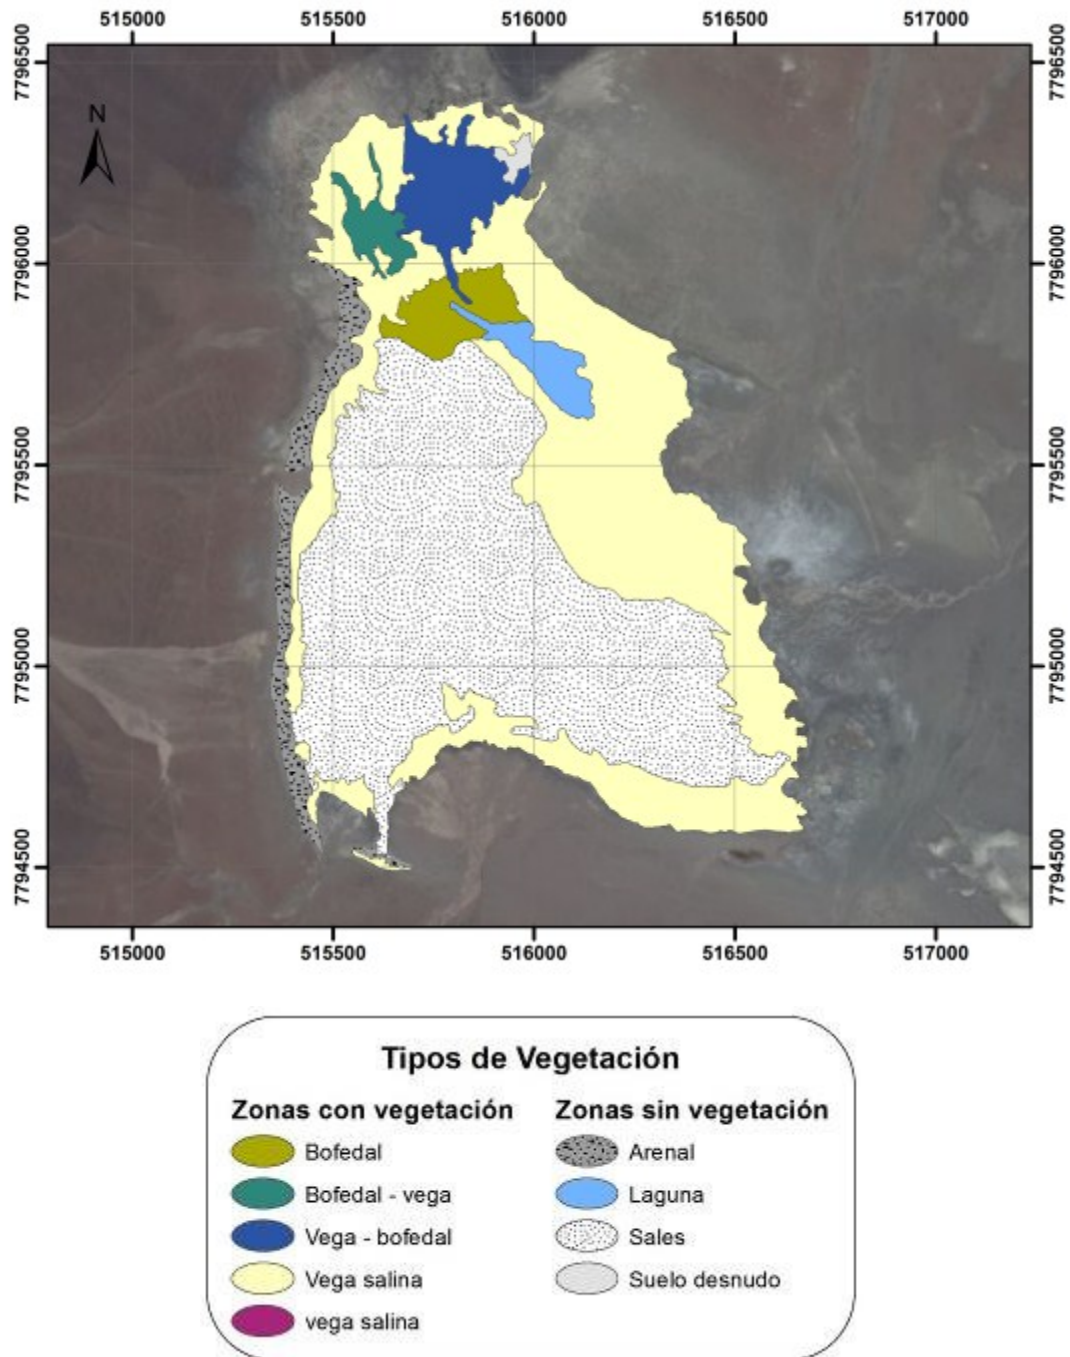 515000 515500 516000 516500 517000
7796500 7796500
N
7796000 7796000
7795500 7795500
7795000 7795000
7794500 7794500
515000 515500 516000 516500 517000
Tipos de Vegetación
Zonas con vegetación Zonas sin vegetación
Bofedal Arenal
Bofedal - vega Laguna
Vega - bofedal Sales
Vega salina Suelo desnudo
vega salina